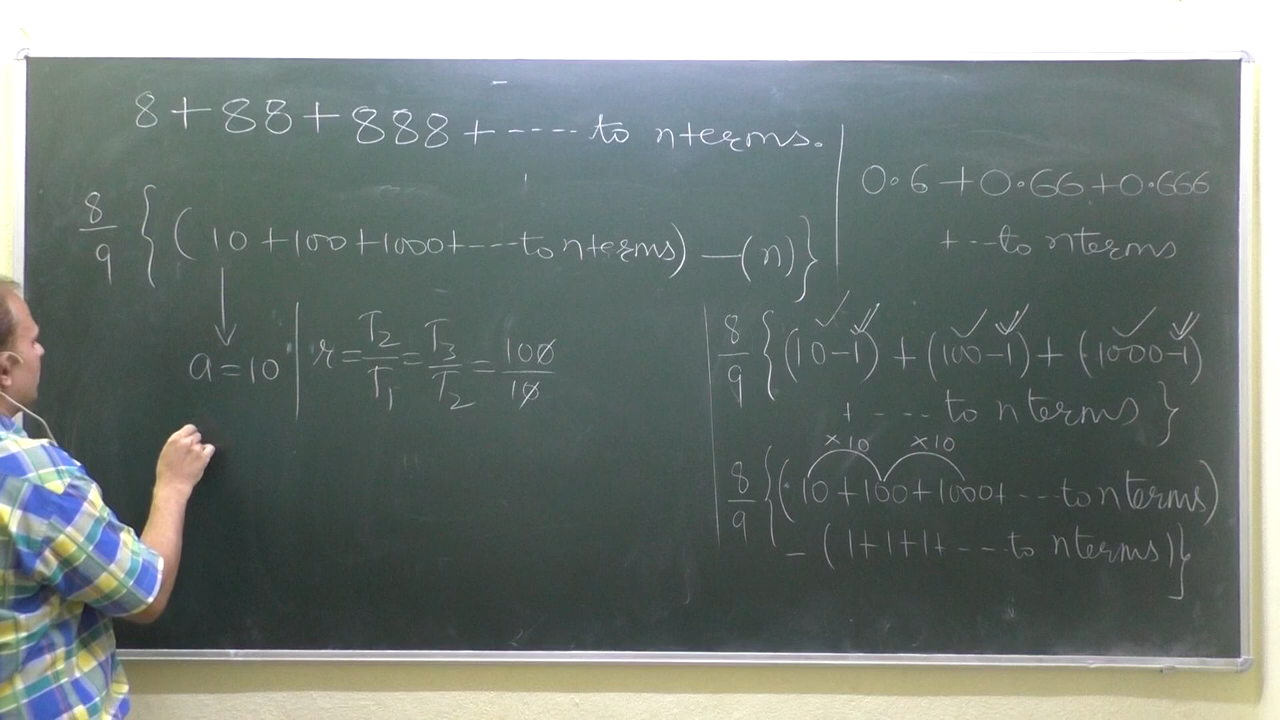 8+88+888+---- to n terms.
8/9 { (10+100+1000+---to n terms) —(n)}
a=10 | r=T2/T1=T3/T2=100/10
0.6+0.66+0.666
+---to n terms
8/9 {(10-1) + (100-1) + (1000-1)
+ ---- to n terms }
×10 ×10
8/9 {(10+100+1000+ ---to n terms)
- (1+1+1+----to n terms)}